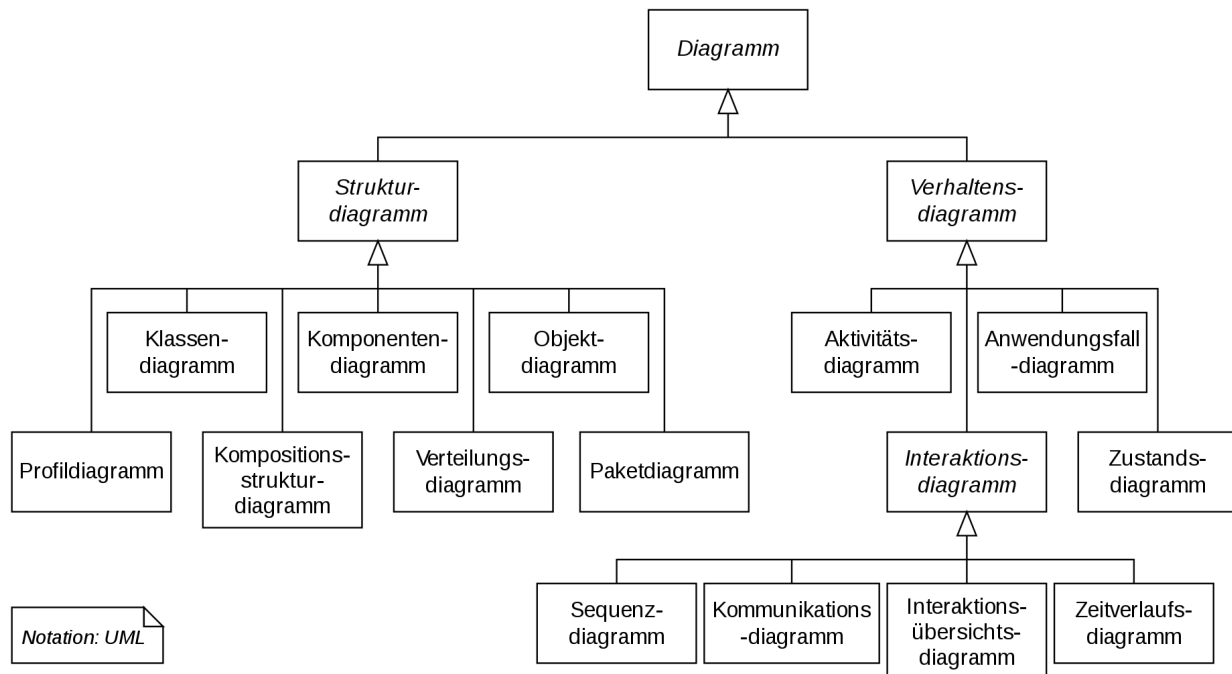 Diagramm
Struktur-
diagramm
Verhaltens-
diagramm
Klassen-
diagramm
Komponenten-
diagramm
Objekt-
diagramm
Aktivitäts-
diagramm
Anwendungsfall
-diagramm
Profildiagramm
Kompositions-
struktur-
diagramm
Verteilungs-
diagramm
Paketdiagramm
Interaktions-
diagramm
Zustands-
diagramm
Sequenz-
diagramm
Kommunikations
-diagramm
Interaktions-
übersichts-
diagramm
Zeitverlaufs-
diagramm
Notation: UML